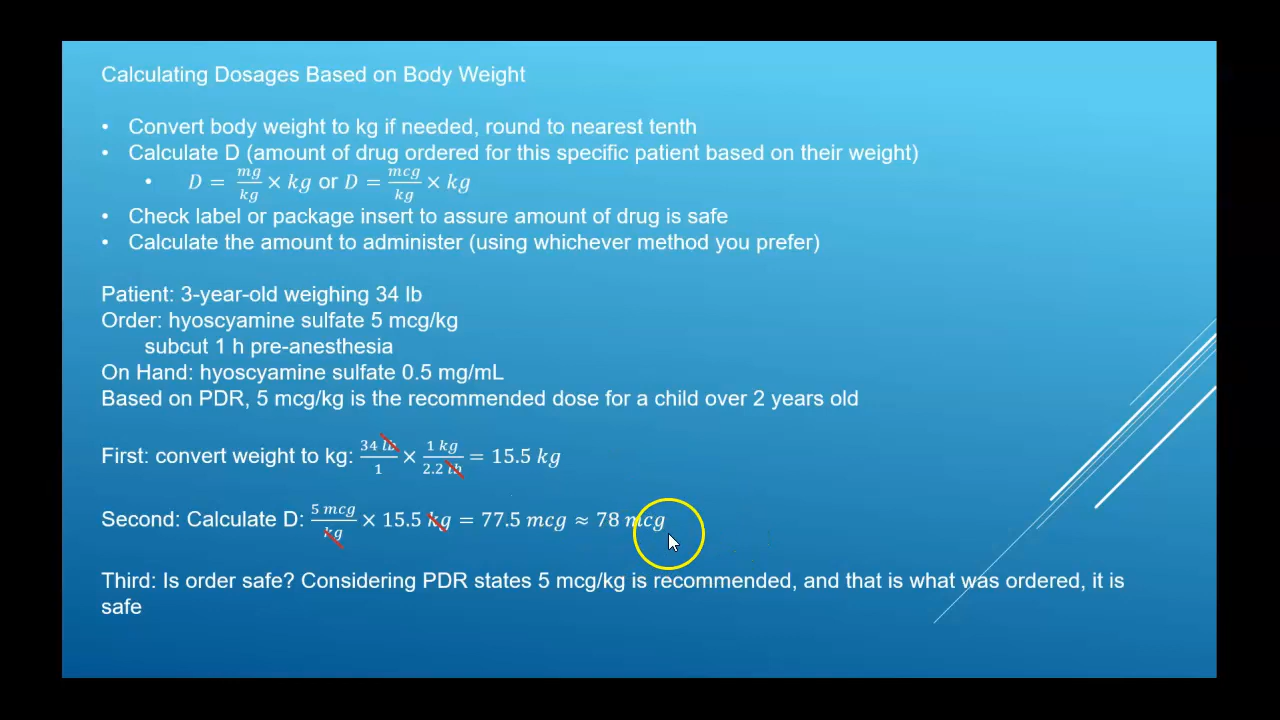 Calculating Dosages Based on Body Weight
• Convert body weight to kg if needed, round to nearest tenth
• Calculate D (amount of drug ordered for this specific patient based on their weight)
• D = mg/kg × kg or D = mcg/kg × kg
• Check label or package insert to assure amount of drug is safe
• Calculate the amount to administer (using whichever method you prefer)
Patient: 3-year-old weighing 34 lb
Order: hyoscyamine sulfate 5 mcg/kg
subcut 1 h pre-anesthesia
On Hand: hyoscyamine sulfate 0.5 mg/mL
Based on PDR, 5 mcg/kg is the recommended dose for a child over 2 years old
First: convert weight to kg: 34 lb/1 × 1 kg/2.2 lb = 15.5 kg
Second: Calculate D: 5 mcg/kg × 15.5 kg = 77.5 mcg ≈ 78 mcg
Third: Is order safe? Considering PDR states 5 mcg/kg is recommended, and that is what was ordered, it is
safe